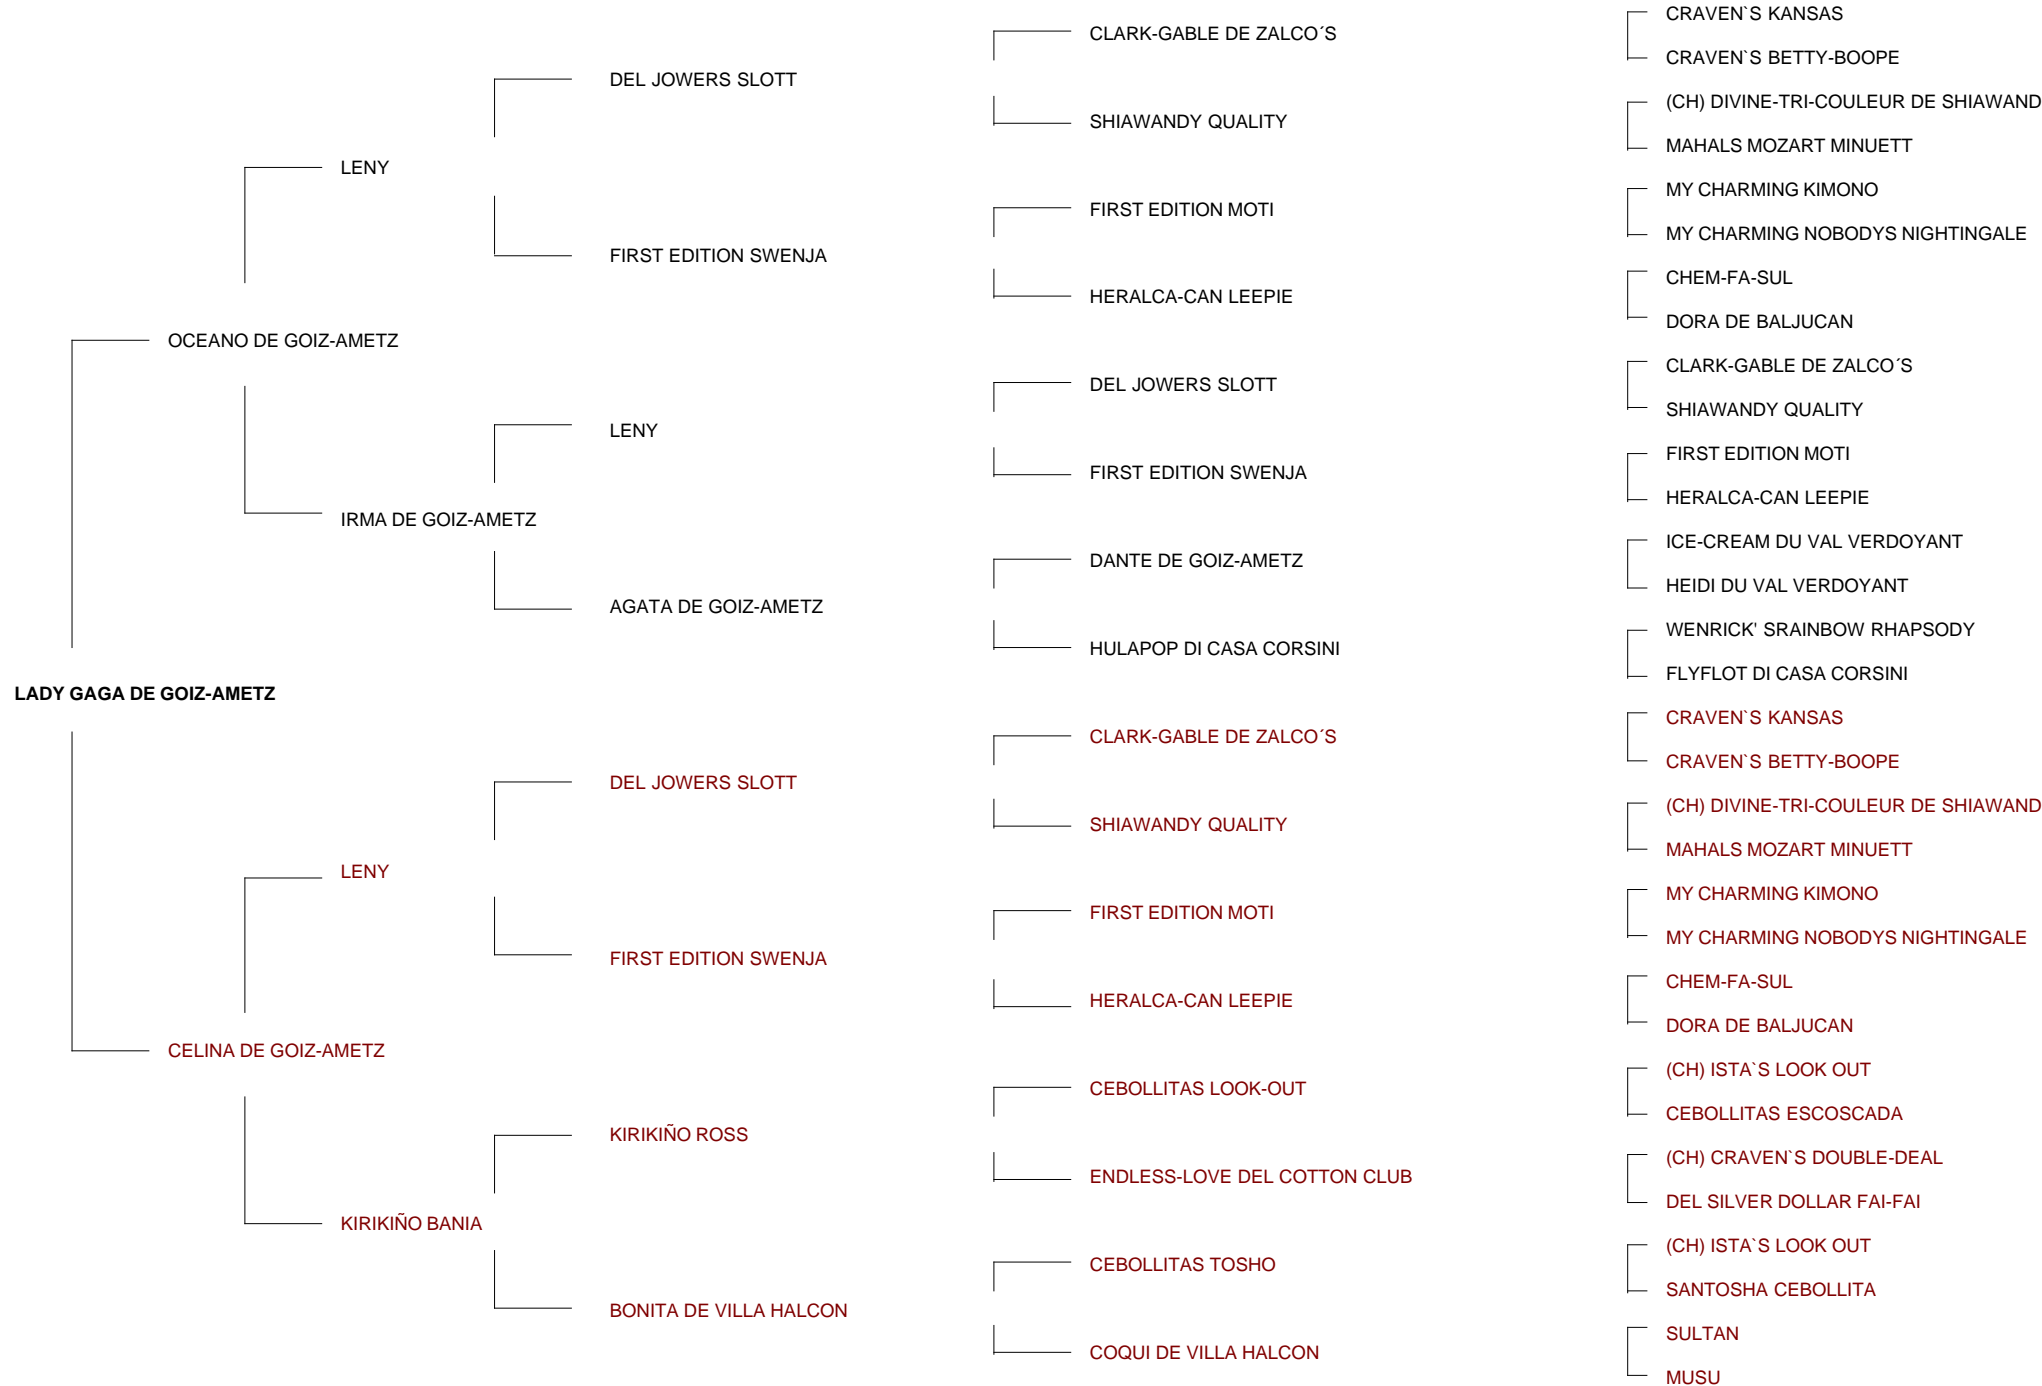 CRAVEN`S KANSAS
CLARK-GABLE DE ZALCO´S
CRAVEN`S BETTY-BOOPE
DEL JOWERS SLOTT
(CH) DIVINE-TRI-COULEUR DE SHIAWAND
SHIAWANDY QUALITY
MAHALS MOZART MINUETT
LENY
MY CHARMING KIMONO
FIRST EDITION MOTI
MY CHARMING NOBODYS NIGHTINGALE
FIRST EDITION SWENJA
CHEM-FA-SUL
HERALCA-CAN LEEPIE
DORA DE BALJUCAN
OCEANO DE GOIZ-AMETZ
CLARK-GABLE DE ZALCO´S
DEL JOWERS SLOTT
SHIAWANDY QUALITY
LENY
FIRST EDITION MOTI
FIRST EDITION SWENJA
HERALCA-CAN LEEPIE
IRMA DE GOIZ-AMETZ
ICE-CREAM DU VAL VERDOYANT
DANTE DE GOIZ-AMETZ
HEIDI DU VAL VERDOYANT
AGATA DE GOIZ-AMETZ
WENRICK' SRAINBOW RHAPSODY
HULAPOP DI CASA CORSINI
FLYFLOT DI CASA CORSINI
LADY GAGA DE GOIZ-AMETZ
CRAVEN`S KANSAS
CLARK-GABLE DE ZALCO´S
CRAVEN`S BETTY-BOOPE
DEL JOWERS SLOTT
(CH) DIVINE-TRI-COULEUR DE SHIAWAND
SHIAWANDY QUALITY
MAHALS MOZART MINUETT
LENY
MY CHARMING KIMONO
FIRST EDITION MOTI
MY CHARMING NOBODYS NIGHTINGALE
FIRST EDITION SWENJA
CHEM-FA-SUL
HERALCA-CAN LEEPIE
DORA DE BALJUCAN
CELINA DE GOIZ-AMETZ
(CH) ISTA`S LOOK OUT
CEBOLLITAS LOOK-OUT
CEBOLLITAS ESCOSCADA
KIRIKIÑO ROSS
(CH) CRAVEN`S DOUBLE-DEAL
ENDLESS-LOVE DEL COTTON CLUB
DEL SILVER DOLLAR FAI-FAI
KIRIKIÑO BANIA
(CH) ISTA`S LOOK OUT
CEBOLLITAS TOSHO
SANTOSHA CEBOLLITA
BONITA DE VILLA HALCON
SULTAN
COQUI DE VILLA HALCON
MUSU